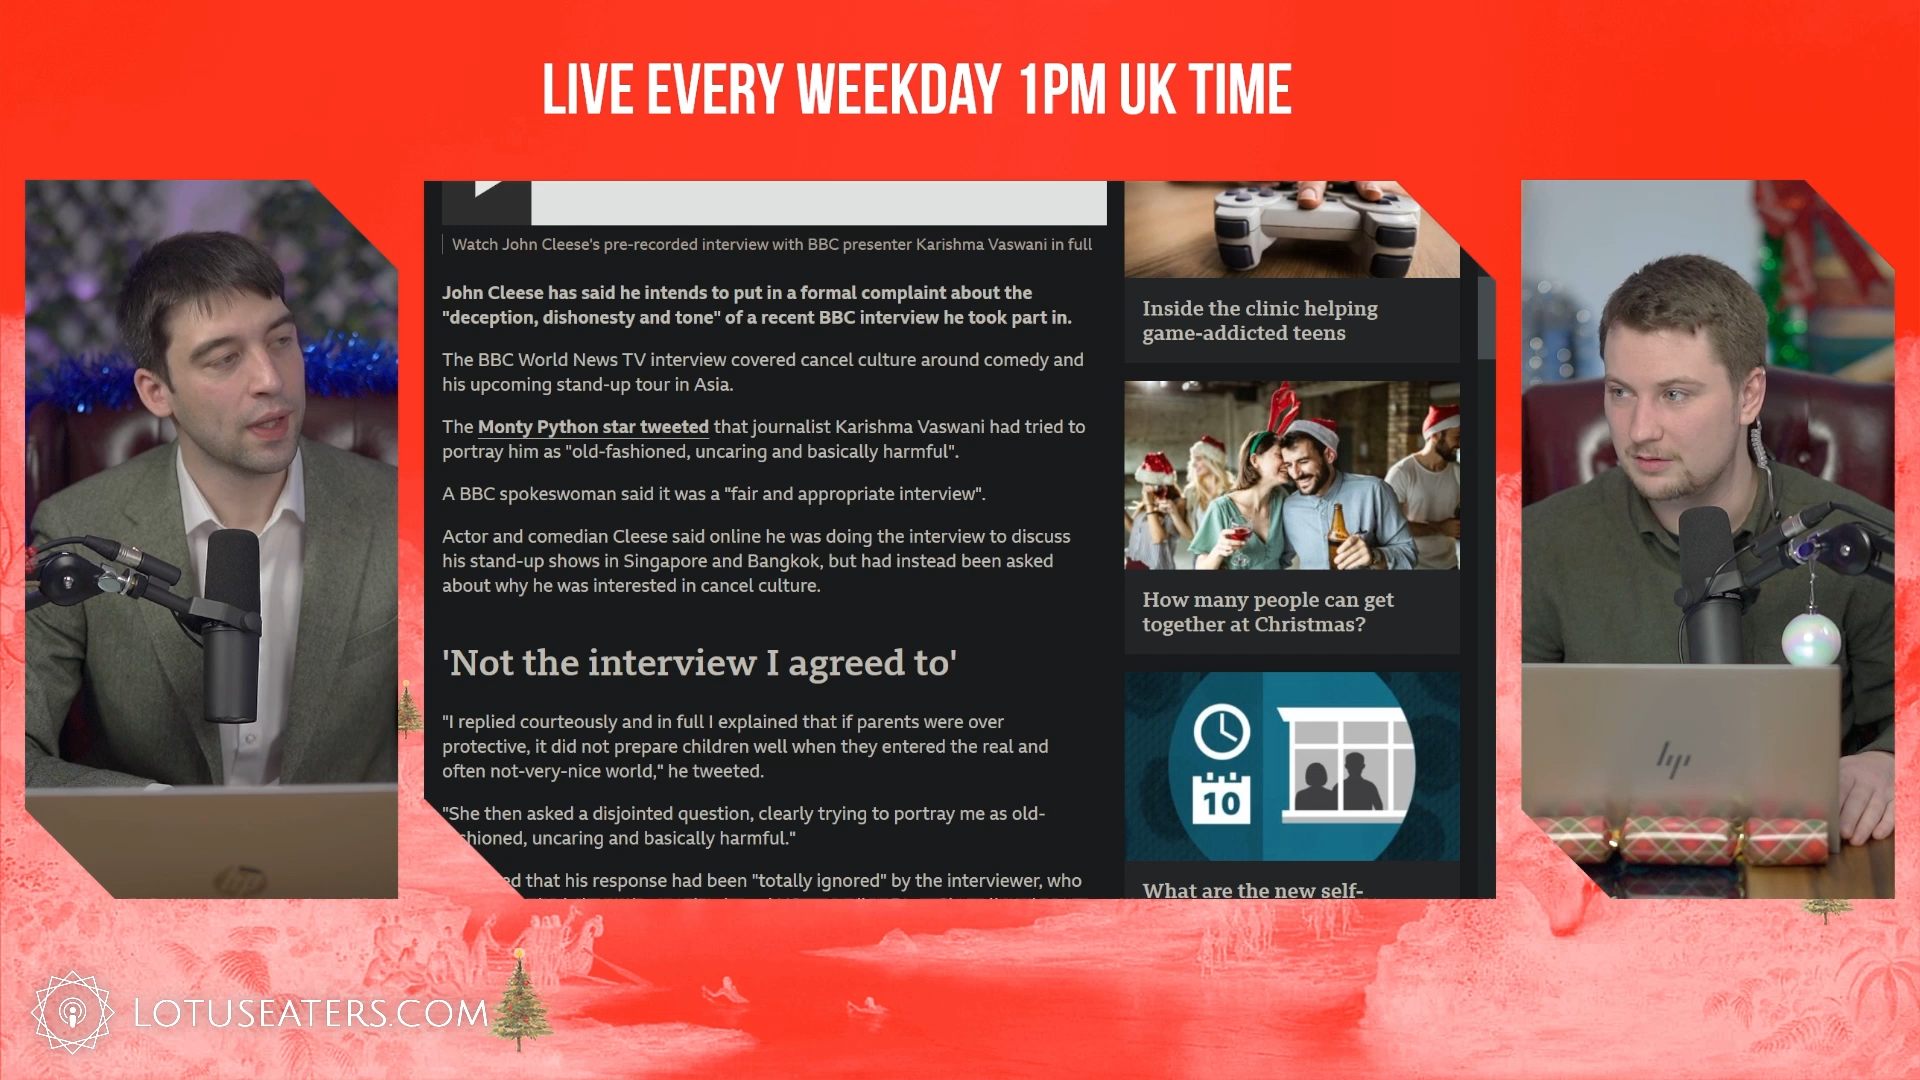 LIVE EVERY WEEKDAY 1PM UK TIME
Watch John Cleese's pre-recorded interview with BBC presenter Karishma Vaswani in full
John Cleese has said he intends to put in a formal complaint about the
"deception, dishonesty and tone" of a recent BBC interview he took part in.
The BBC World News TV interview covered cancel culture around comedy and
his upcoming stand-up tour in Asia.
The Monty Python star tweeted that journalist Karishma Vaswani had tried to
portray him as "old-fashioned, uncaring and basically harmful".
A BBC spokeswoman said it was a "fair and appropriate interview".
Actor and comedian Cleese said online he was doing the interview to discuss
his stand-up shows in Singapore and Bangkok, but had instead been asked
about why he was interested in cancel culture.
'Not the interview I agreed to'
"I replied courteously and in full I explained that if parents were over
protective, it did not prepare children well when they entered the real and
often not-very-nice world," he tweeted.
"She then asked a disjointed question, clearly trying to portray me as old-
shioned, uncaring and basically harmful."
ed that his response had been "totally ignored" by the interviewer, who
Inside the clinic helping
game-addicted teens
How many people can get
together at Christmas?
10
What are the new self-
hp
hp
LOTUSEATERS.COM